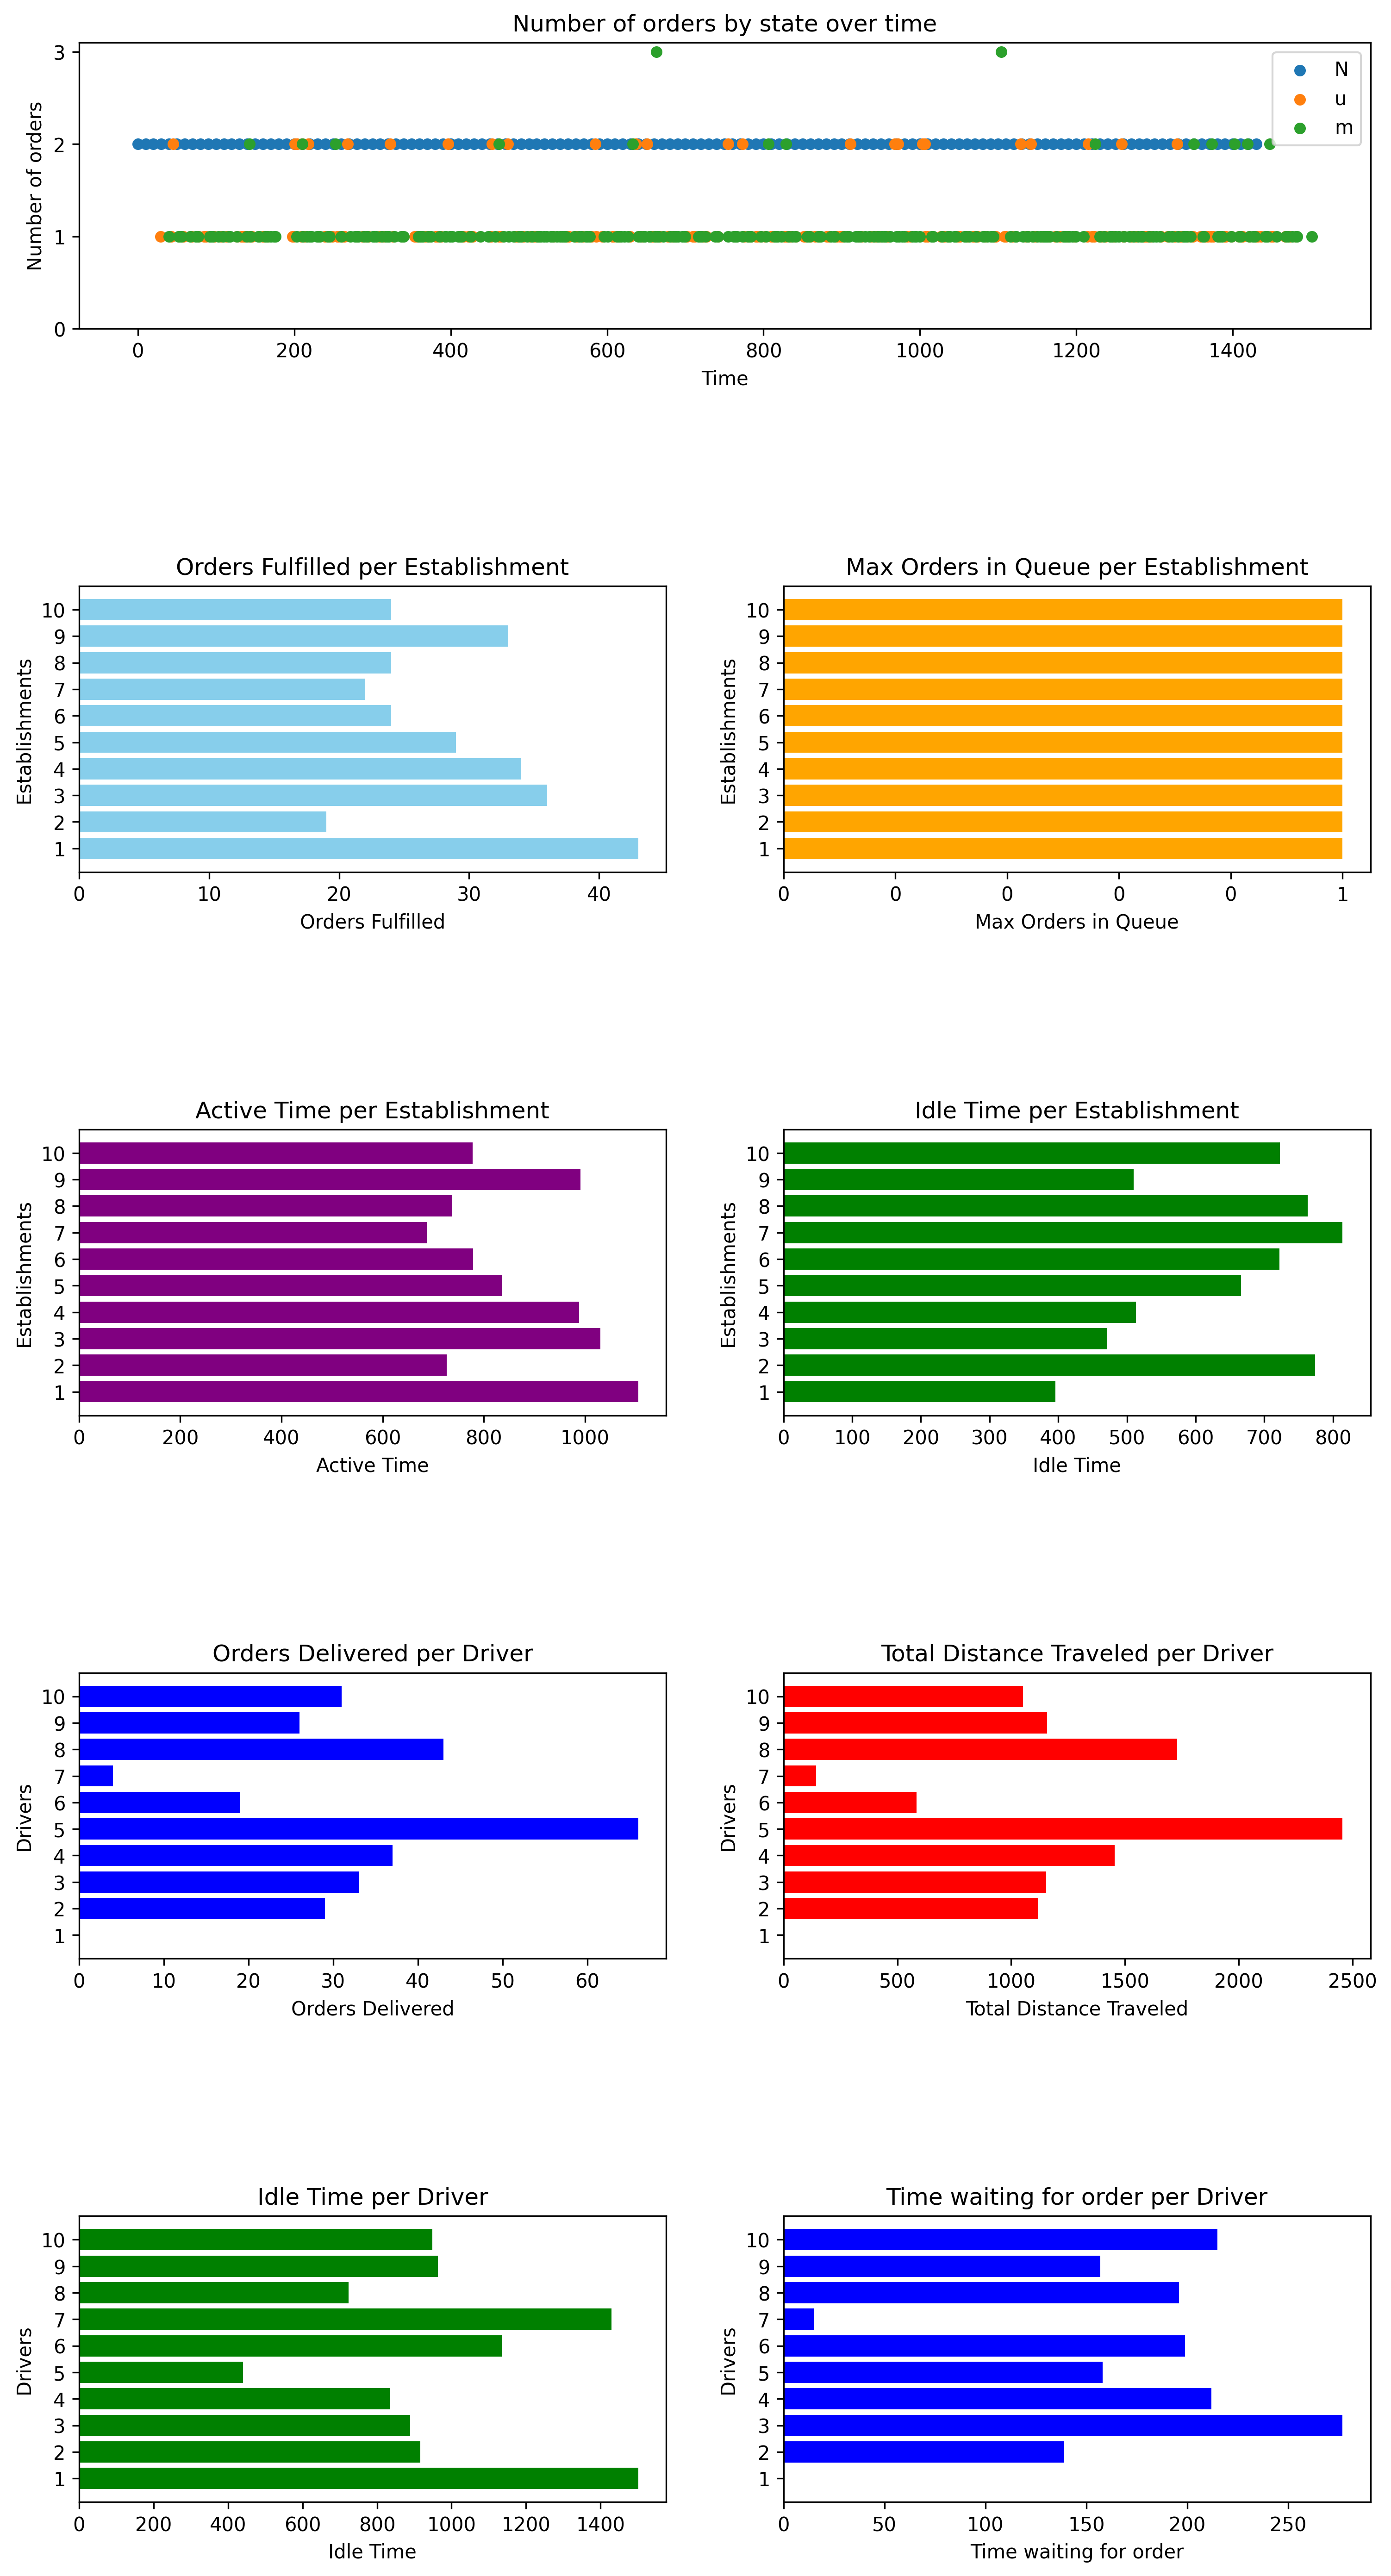 Number of orders by state over time
Number of orders
3
2
1
0
N
u
m
0 200 400 600 800 1000 1200 1400
Time
Orders Fulfilled per Establishment
Establishments
10
9
8
7
6
5
4
3
2
1
0 10 20 30 40
Orders Fulfilled
Max Orders in Queue per Establishment
Establishments
10
9
8
7
6
5
4
3
2
1
0 0 0 0 0 1
Max Orders in Queue
Active Time per Establishment
Establishments
10
9
8
7
6
5
4
3
2
1
0 200 400 600 800 1000
Active Time
Idle Time per Establishment
Establishments
10
9
8
7
6
5
4
3
2
1
0 100 200 300 400 500 600 700 800
Idle Time
Orders Delivered per Driver
Drivers
10
9
8
7
6
5
4
3
2
1
0 10 20 30 40 50 60
Orders Delivered
Total Distance Traveled per Driver
Drivers
10
9
8
7
6
5
4
3
2
1
0 500 1000 1500 2000 2500
Total Distance Traveled
Idle Time per Driver
Drivers
10
9
8
7
6
5
4
3
2
1
0 200 400 600 800 1000 1200 1400
Idle Time
Time waiting for order per Driver
Drivers
10
9
8
7
6
5
4
3
2
1
0 50 100 150 200 250
Time waiting for order